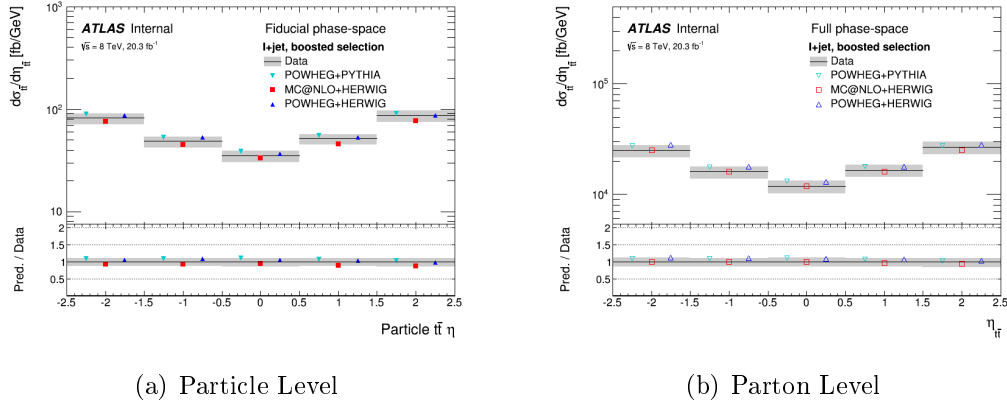 dσ_tt̄/dη_tt̄ [fb/GeV]
10³
10²
10
ATLAS Internal
√s = 8 TeV, 20.3 fb⁻¹
Fiducial phase-space
l+jet, boosted selection
Data
POWHEG+PYTHIA
MC@NLO+HERWIG
POWHEG+HERWIG
Pred. / Data
2
1.5
1
0.5
-2.5 -2 -1.5 -1 -0.5 0 0.5 1 1.5 2 2.5
Particle tt̄ η
(a) Particle Level
dσ_tt̄/dη_tt̄ [fb/GeV]
10⁵
10⁴
ATLAS Internal
√s = 8 TeV, 20.3 fb⁻¹
Full phase-space
l+jet, boosted selection
Data
POWHEG+PYTHIA
MC@NLO+HERWIG
POWHEG+HERWIG
Pred. / Data
2
1.5
1
0.5
-2.5 -2 -1.5 -1 -0.5 0 0.5 1 1.5 2 2.5
η_tt̄
(b) Parton Level